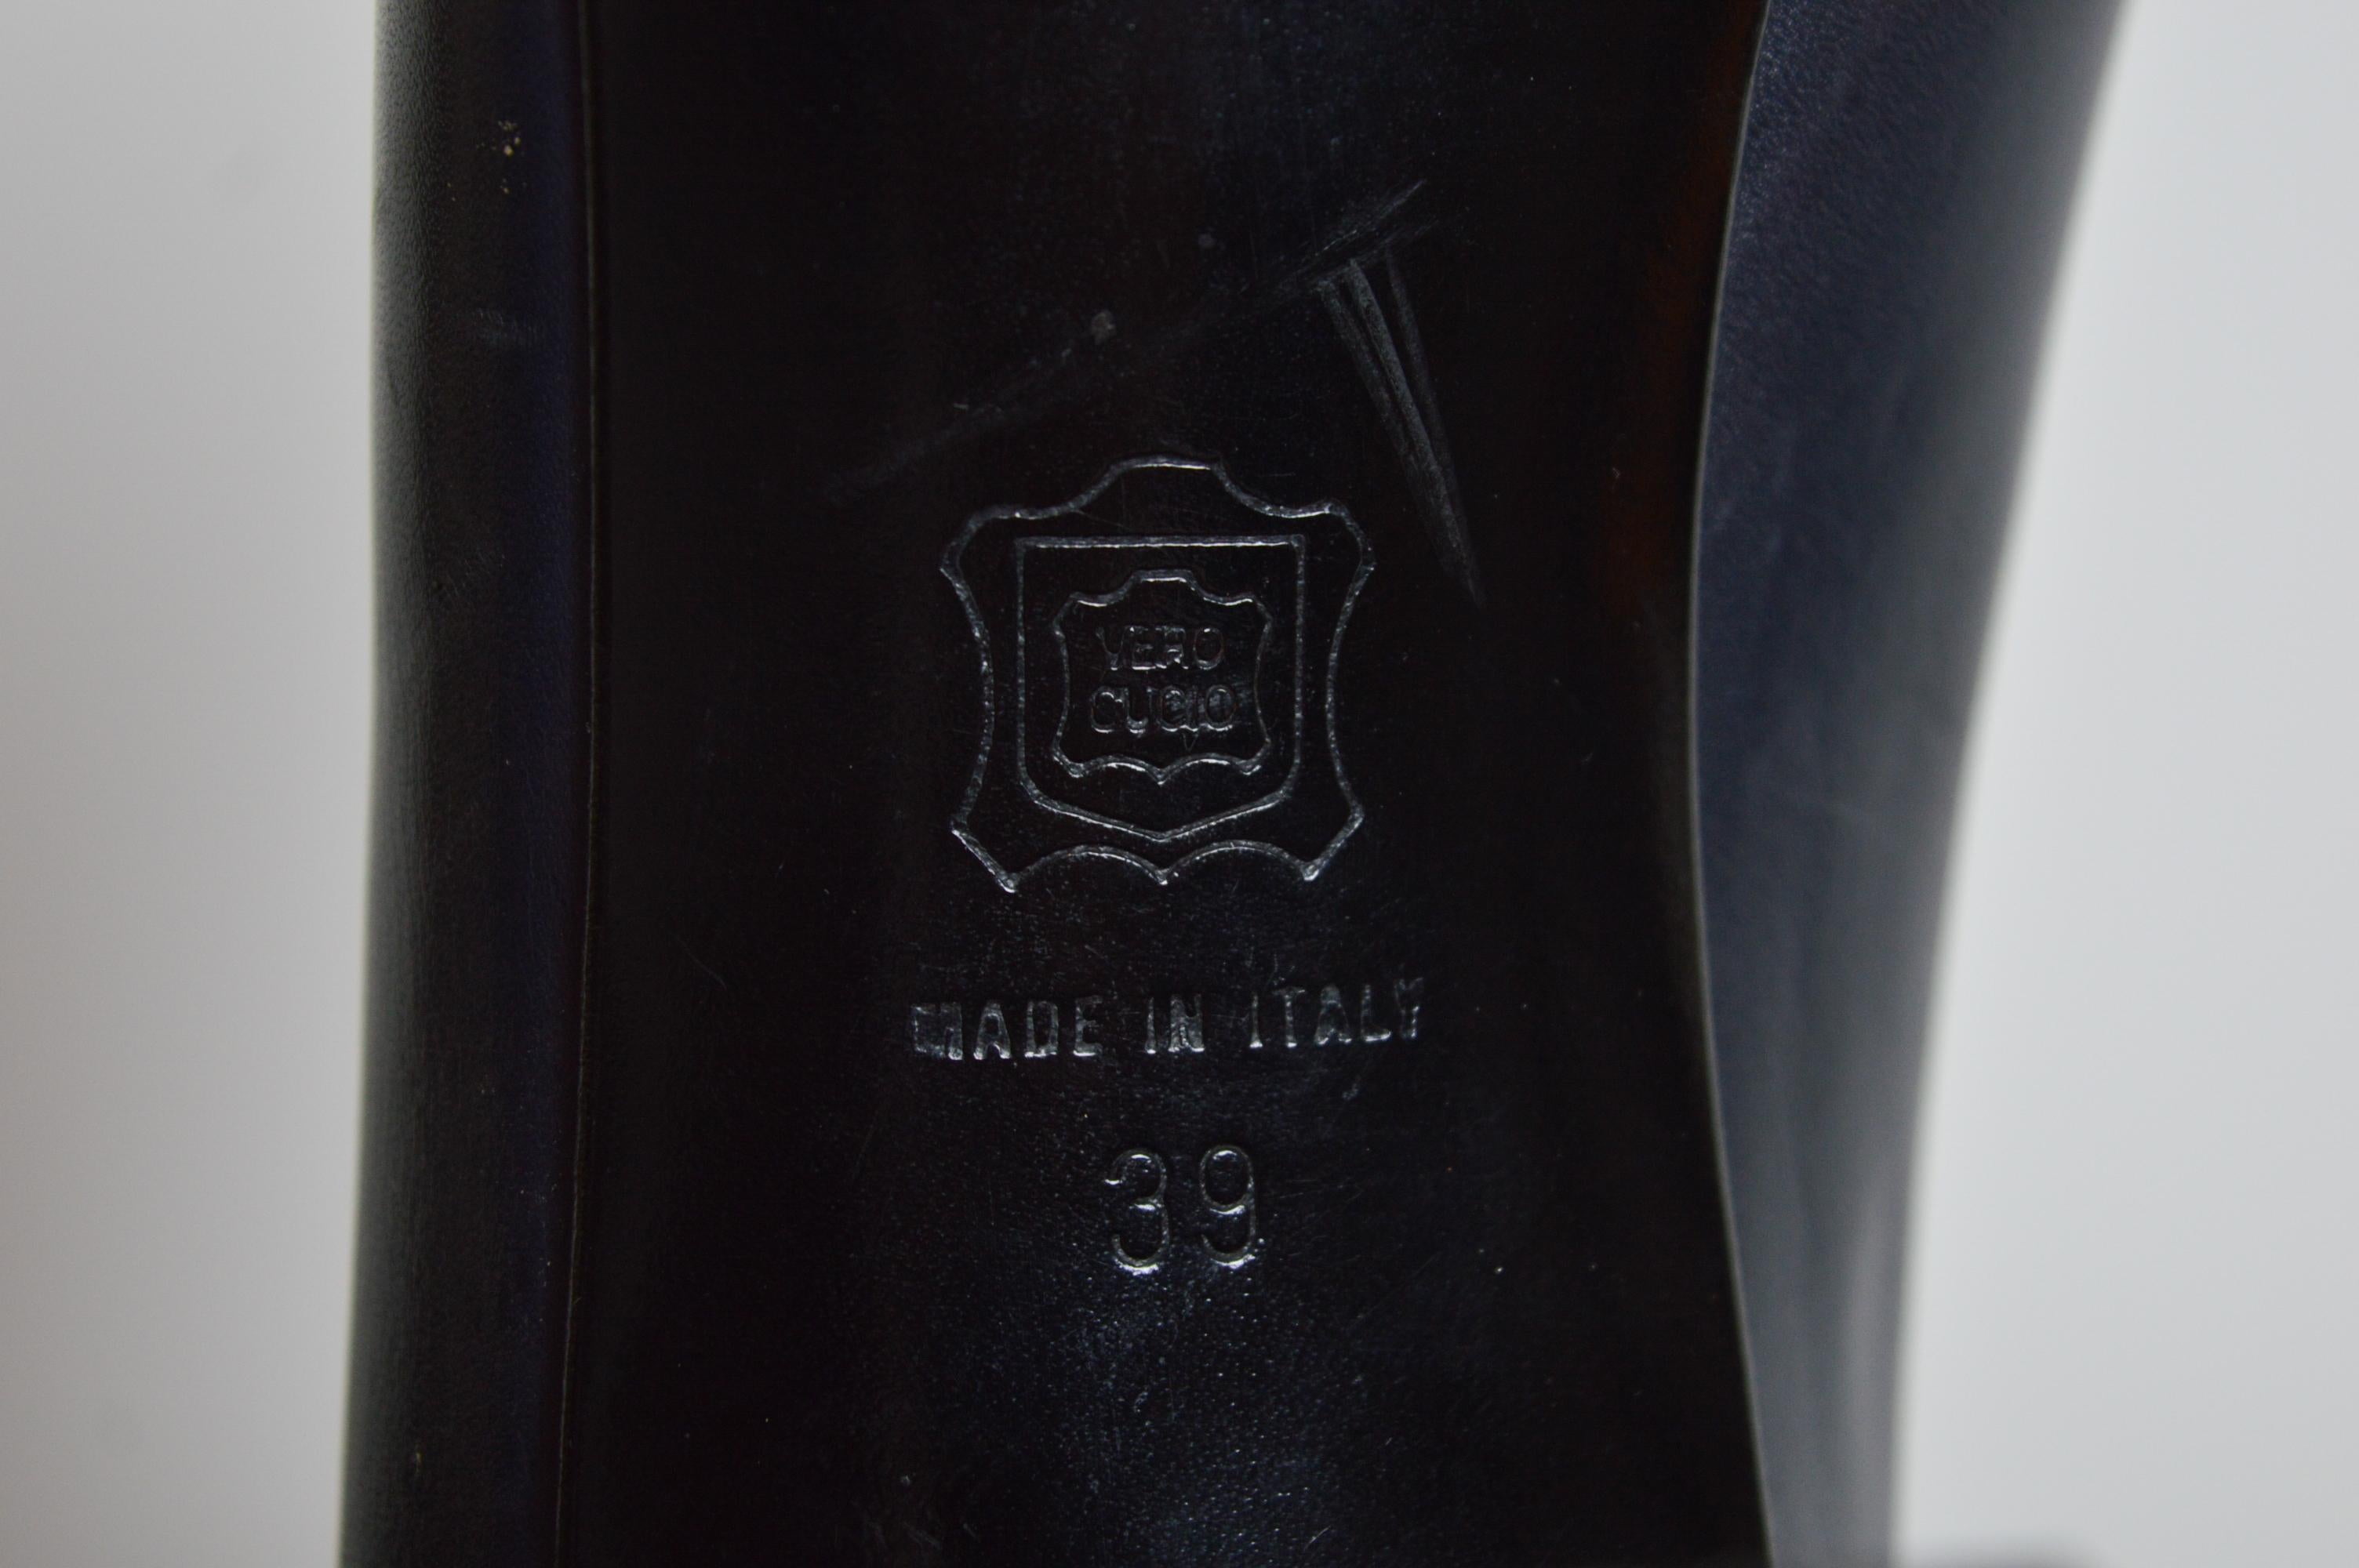 VERO
CUOIO
MADE IN ITALY
39